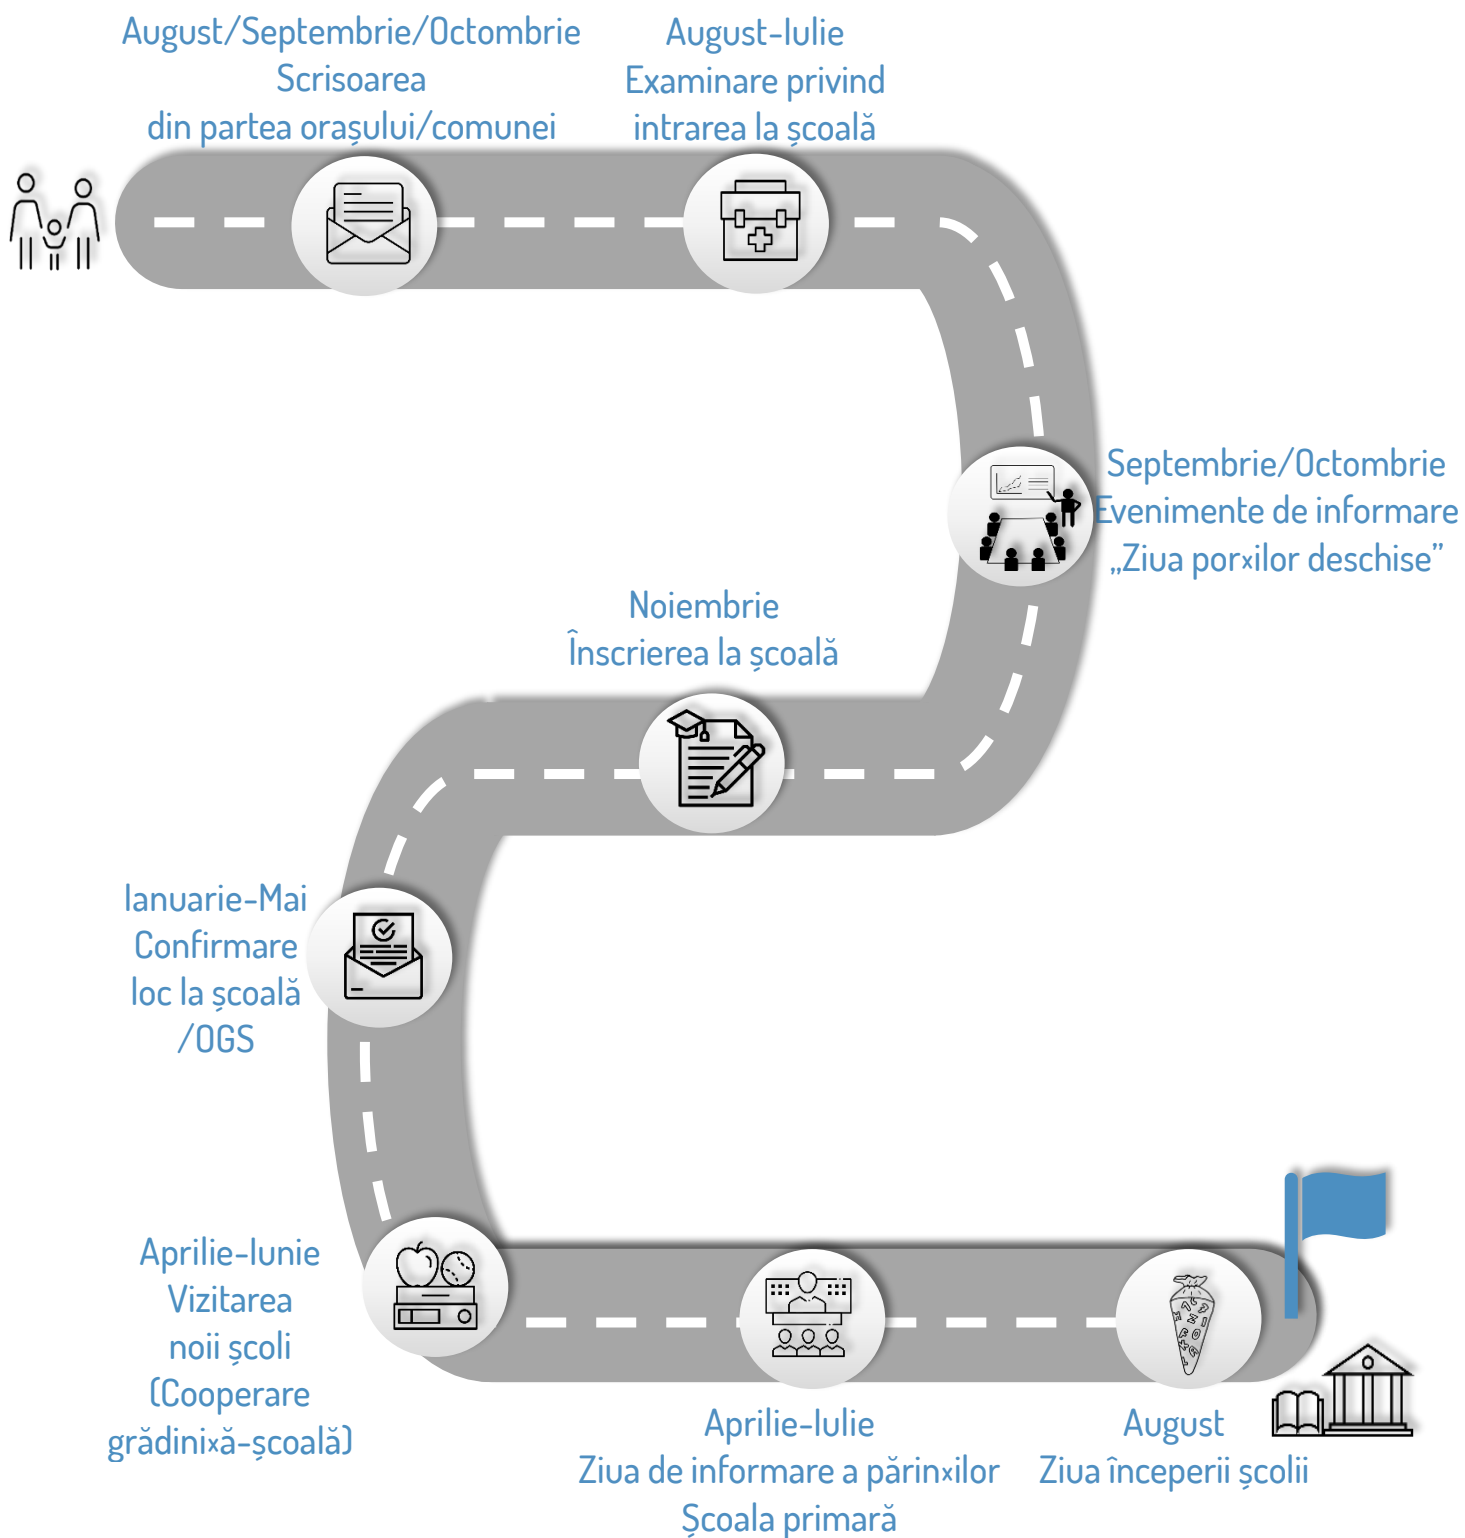 August/Septembrie/Octombrie
Scrisoarea
din partea orașului/comunei
August-Iulie
Examinare privind
intrarea la școală
Septembrie/Octombrie
Evenimente de informare
„Ziua porxilor deschise”
Noiembrie
Înscrierea la școală
Ianuarie-Mai
Confirmare
loc la școală
/OGS
Aprilie-Iunie
Vizitarea
noii școli
(Cooperare
grădinixă-școală)
Aprilie-Iulie
Ziua de informare a părinxilor
Școala primară
August
Ziua începerii școlii